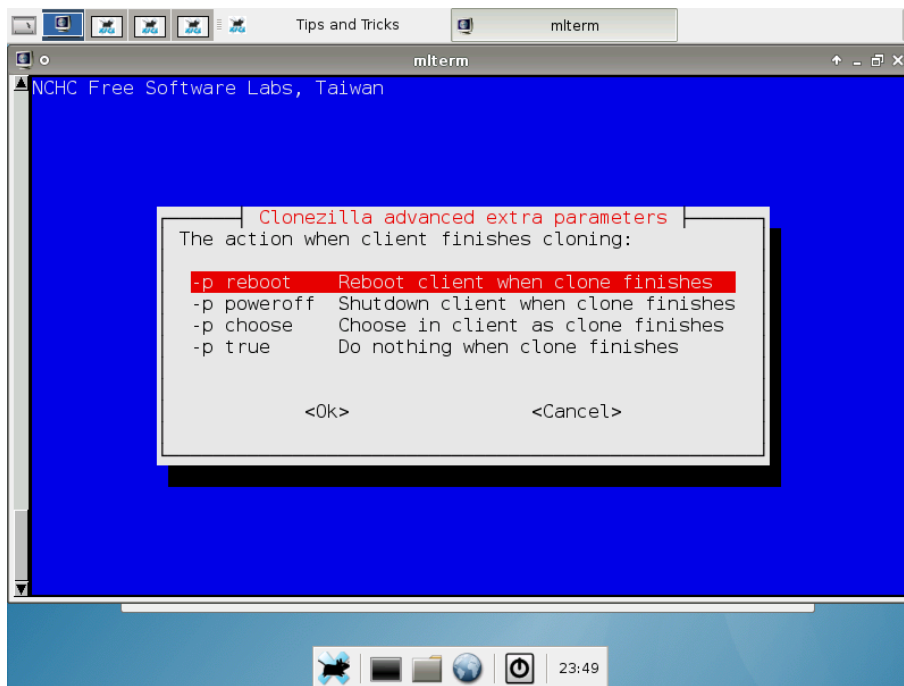 Tips and Tricks
mlterm
mlterm
NCHC Free Software Labs, Taiwan
Clonezilla advanced extra parameters
The action when client finishes cloning:
-p reboot Reboot client when clone finishes
-p poweroff Shutdown client when clone finishes
-p choose Choose in client as clone finishes
-p true Do nothing when clone finishes
<Ok> <Cancel>
23:49